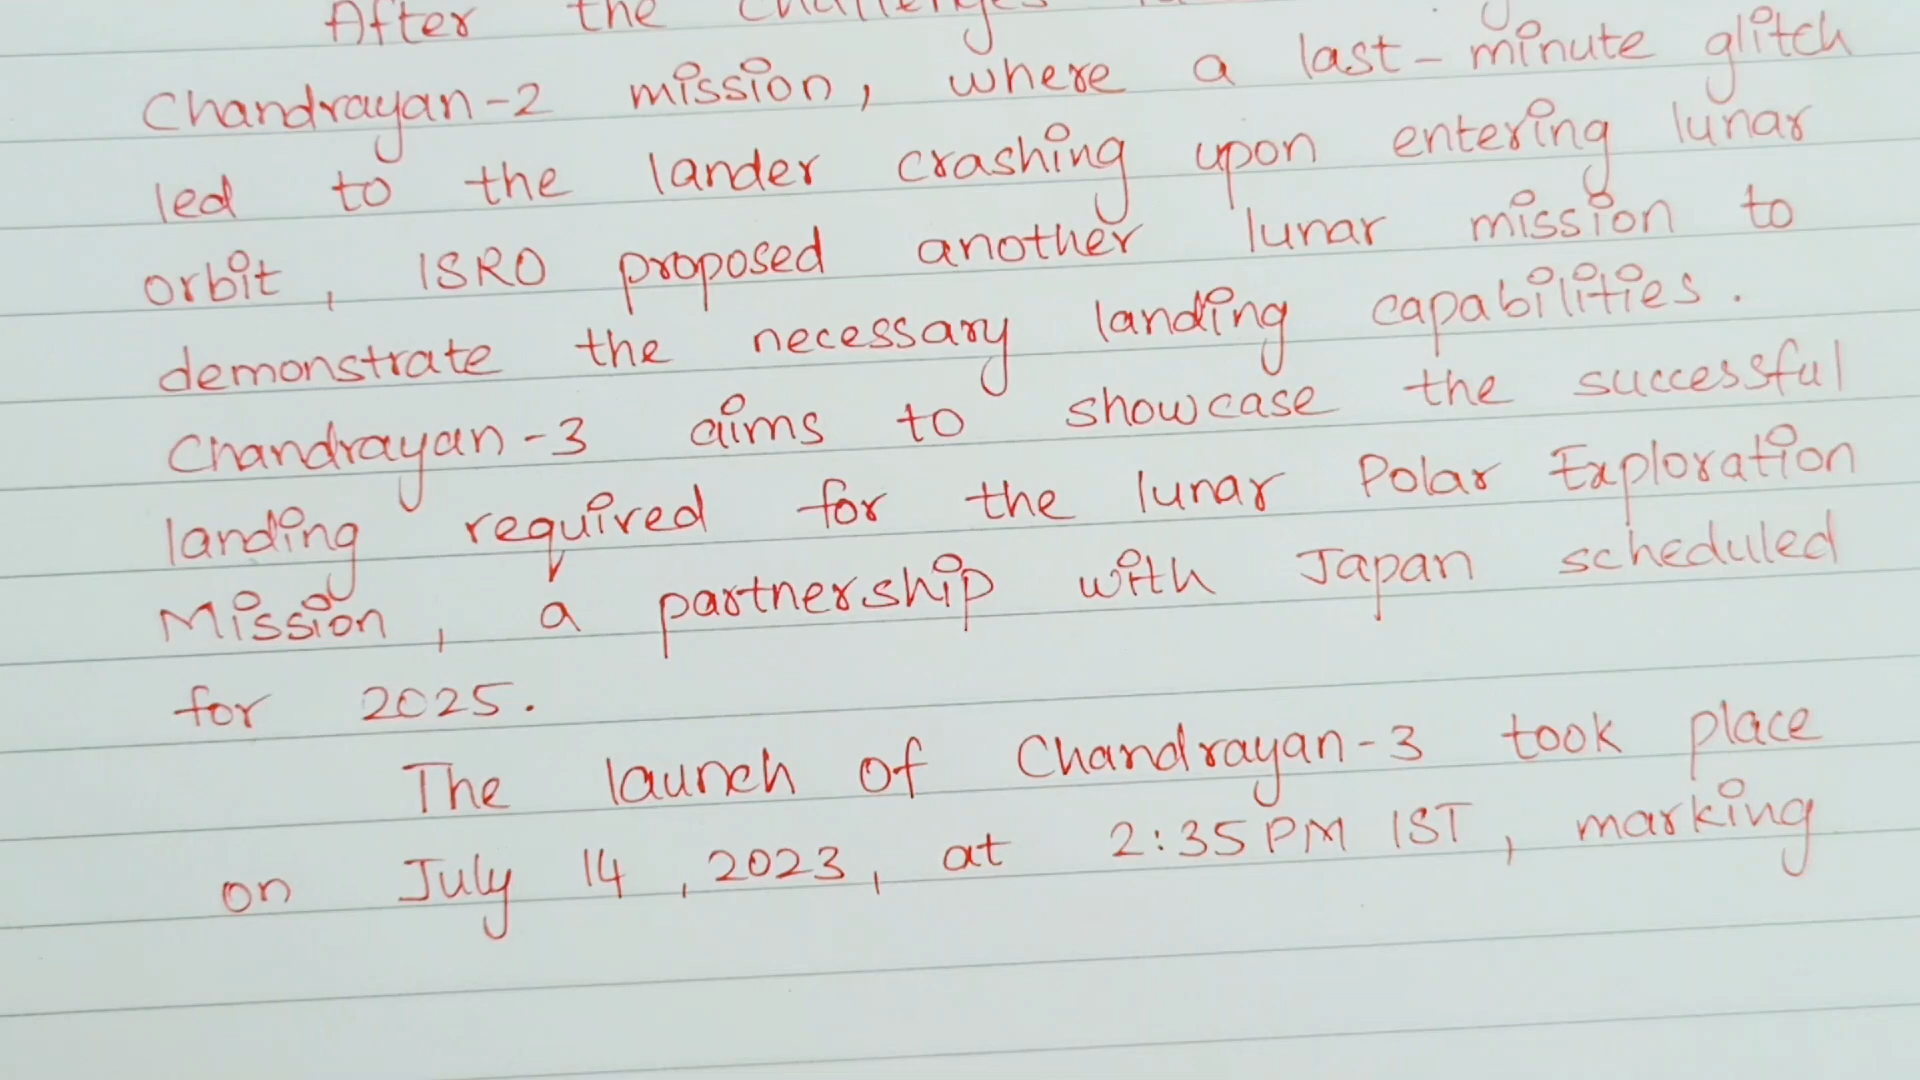 After the challenges
Chandrayan-2 mission, where a last-minute glitch
led to the lander crashing upon entering lunar
orbit, ISRO proposed another lunar mission to
demonstrate the necessary landing capabilities.
Chandrayan-3 aims to showcase the successful
landing required for the lunar Polar Exploration
Mission, a partnership with Japan scheduled
for 2025.
The launch of Chandrayan-3 took place
on July 14, 2023, at 2:35PM IST, marking